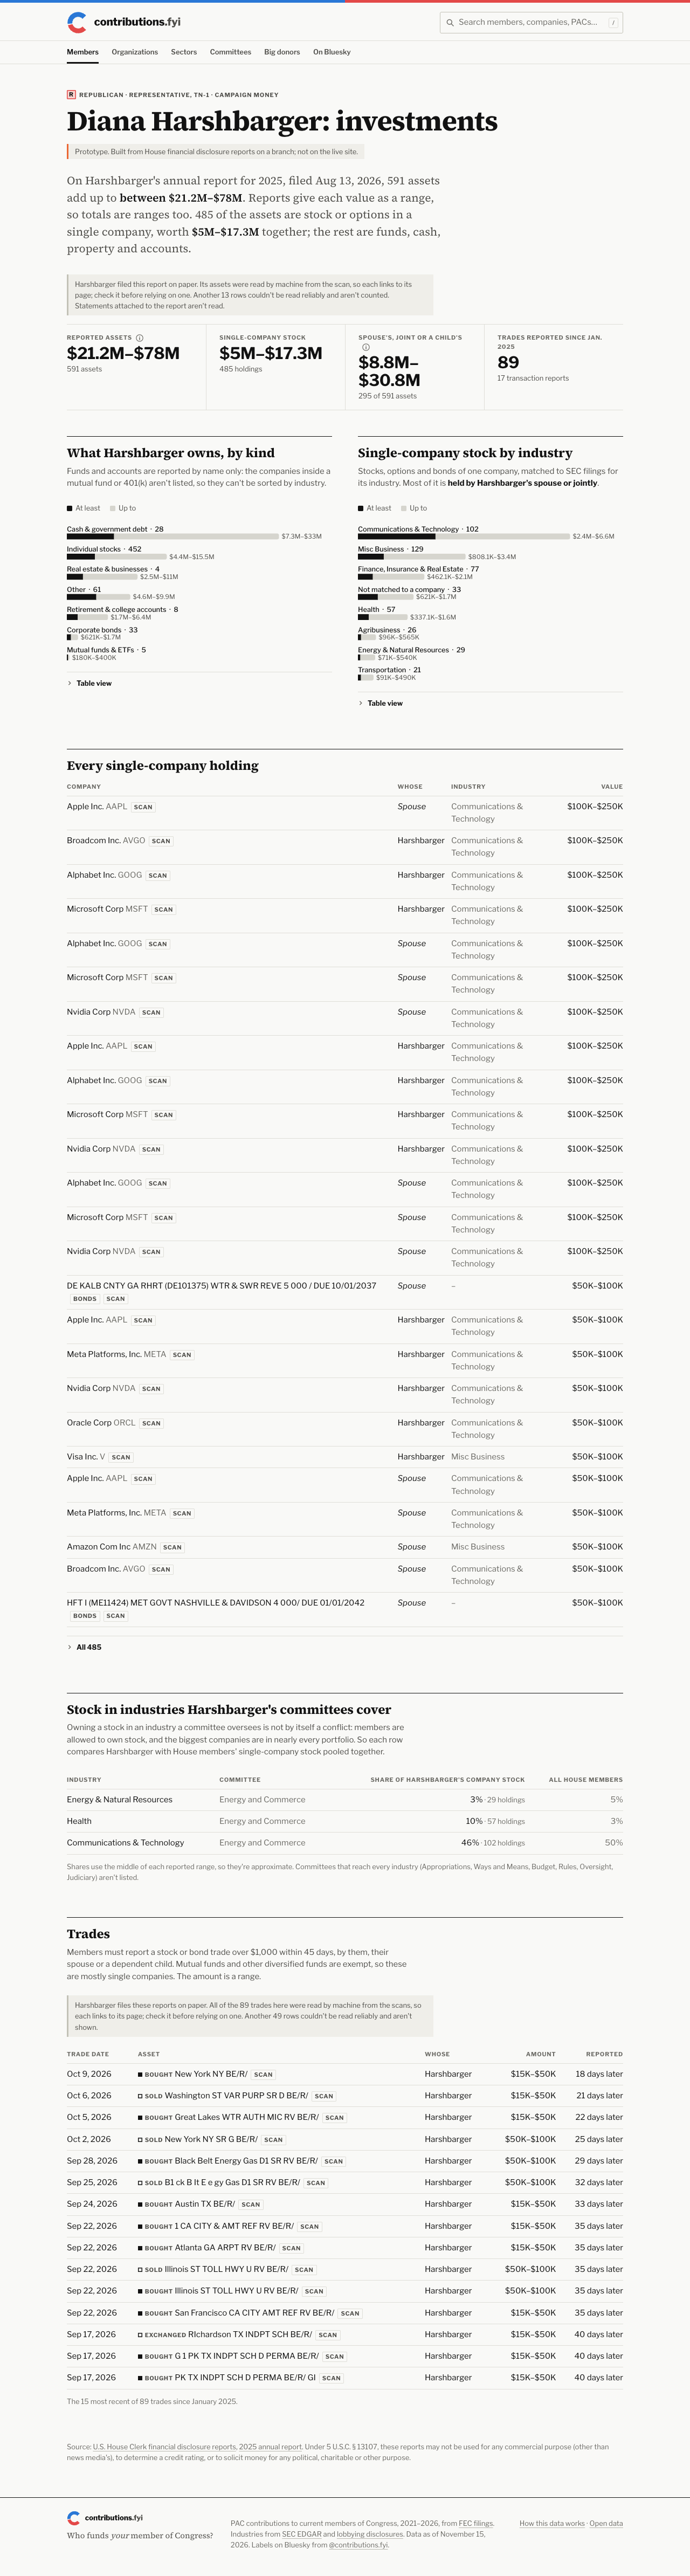 contributions.fyi
Search members, companies, PACs... /
Members Organizations Sectors Committees Big donors On Bluesky
R REPUBLICAN · REPRESENTATIVE, TN-1 · CAMPAIGN MONEY
Diana Harshbarger: investments
Prototype. Built from House financial disclosure reports on a branch; not on the live site.
On Harshbarger's annual report for 2025, filed Aug 13, 2026, 591 assets
add up to between $21.2M–$78M. Reports give each value as a range,
so totals are ranges too. 485 of the assets are stock or options in a
single company, worth $5M–$17.3M together; the rest are funds, cash,
property and accounts.
Harshbarger filed this report on paper. Its assets were read by machine from the scan, so each links to its
page; check it before relying on one. Another 13 rows couldn't be read reliably and aren't counted.
Statements attached to the report aren't read.
REPORTED ASSETS
$21.2M–$78M
591 assets
SINGLE-COMPANY STOCK
$5M–$17.3M
485 holdings
SPOUSE'S, JOINT OR A CHILD'S
$8.8M–
$30.8M
295 of 591 assets
TRADES REPORTED SINCE JAN.
2025
89
17 transaction reports
What Harshbarger owns, by kind
Funds and accounts are reported by name only: the companies inside a
mutual fund or 401(k) aren't listed, so they can't be sorted by industry.
At least Up to
Cash & government debt · 28
$7.3M–$33M
Individual stocks · 452
$4.4M–$15.5M
Real estate & businesses · 4
$2.5M–$11M
Other · 61
$4.6M–$9.9M
Retirement & college accounts · 8
$1.7M–$6.4M
Corporate bonds · 33
$621K–$1.7M
Mutual funds & ETFs · 5
$180K–$400K
Table view
Single-company stock by industry
Stocks, options and bonds of one company, matched to SEC filings for
its industry. Most of it is held by Harshbarger's spouse or jointly.
At least Up to
Communications & Technology · 102
$2.4M–$6.6M
Misc Business · 129
$808.1K–$3.4M
Finance, Insurance & Real Estate · 77
$462.1K–$2.1M
Not matched to a company · 33
$621K–$1.7M
Health · 57
$337.1K–$1.6M
Agribusiness · 26
$96K–$565K
Energy & Natural Resources · 29
$71K–$540K
Transportation · 21
$91K–$490K
Table view
Every single-company holding
COMPANY WHOSE INDUSTRY VALUE
Apple Inc. AAPL SCAN Spouse Communications & Technology $100K–$250K
Broadcom Inc. AVGO SCAN Harshbarger Communications & Technology $100K–$250K
Alphabet Inc. GOOG SCAN Harshbarger Communications & Technology $100K–$250K
Microsoft Corp MSFT SCAN Harshbarger Communications & Technology $100K–$250K
Alphabet Inc. GOOG SCAN Spouse Communications & Technology $100K–$250K
Microsoft Corp MSFT SCAN Spouse Communications & Technology $100K–$250K
Nvidia Corp NVDA SCAN Spouse Communications & Technology $100K–$250K
Apple Inc. AAPL SCAN Harshbarger Communications & Technology $100K–$250K
Alphabet Inc. GOOG SCAN Harshbarger Communications & Technology $100K–$250K
Microsoft Corp MSFT SCAN Harshbarger Communications & Technology $100K–$250K
Nvidia Corp NVDA SCAN Harshbarger Communications & Technology $100K–$250K
Alphabet Inc. GOOG SCAN Spouse Communications & Technology $100K–$250K
Microsoft Corp MSFT SCAN Spouse Communications & Technology $100K–$250K
Nvidia Corp NVDA SCAN Spouse Communications & Technology $100K–$250K
DE KALB CNTY GA RHRT (DE101375) WTR & SWR REVE 5 000 / DUE 10/01/2037 BONDS SCAN Spouse – $50K–$100K
Apple Inc. AAPL SCAN Harshbarger Communications & Technology $50K–$100K
Meta Platforms, Inc. META SCAN Harshbarger Communications & Technology $50K–$100K
Nvidia Corp NVDA SCAN Harshbarger Communications & Technology $50K–$100K
Oracle Corp ORCL SCAN Harshbarger Communications & Technology $50K–$100K
Visa Inc. V SCAN Harshbarger Misc Business $50K–$100K
Apple Inc. AAPL SCAN Spouse Communications & Technology $50K–$100K
Meta Platforms, Inc. META SCAN Spouse Communications & Technology $50K–$100K
Amazon Com Inc AMZN SCAN Spouse Misc Business $50K–$100K
Broadcom Inc. AVGO SCAN Spouse Communications & Technology $50K–$100K
HFT I (ME11424) MET GOVT NASHVILLE & DAVIDSON 4 000/ DUE 01/01/2042 BONDS SCAN Spouse – $50K–$100K
All 485
Stock in industries Harshbarger's committees cover
Owning a stock in an industry a committee oversees is not by itself a conflict: members are
allowed to own stock, and the biggest companies are in nearly every portfolio. So each row
compares Harshbarger with House members' single-company stock pooled together.
INDUSTRY COMMITTEE SHARE OF HARSHBARGER'S COMPANY STOCK ALL HOUSE MEMBERS
Energy & Natural Resources Energy and Commerce 3% · 29 holdings 5%
Health Energy and Commerce 10% · 57 holdings 3%
Communications & Technology Energy and Commerce 46% · 102 holdings 50%
Shares use the middle of each reported range, so they're approximate. Committees that reach every industry (Appropriations, Ways and Means, Budget, Rules, Oversight,
Judiciary) aren't listed.
Trades
Members must report a stock or bond trade over $1,000 within 45 days, by them, their
spouse or a dependent child. Mutual funds and other diversified funds are exempt, so these
are mostly single companies. The amount is a range.
Harshbarger files these reports on paper. All of the 89 trades here were read by machine from the scans, so
each links to its page; check it before relying on one. Another 49 rows couldn't be read reliably and aren't
shown.
TRADE DATE ASSET WHOSE AMOUNT REPORTED
Oct 9, 2026 BOUGHT New York NY BE/R/ SCAN Harshbarger $15K–$50K 18 days later
Oct 6, 2026 SOLD Washington ST VAR PURP SR D BE/R/ SCAN Harshbarger $15K–$50K 21 days later
Oct 5, 2026 BOUGHT Great Lakes WTR AUTH MIC RV BE/R/ SCAN Harshbarger $15K–$50K 22 days later
Oct 2, 2026 SOLD New York NY SR G BE/R/ SCAN Harshbarger $50K–$100K 25 days later
Sep 28, 2026 BOUGHT Black Belt Energy Gas D1 SR RV BE/R/ SCAN Harshbarger $50K–$100K 29 days later
Sep 25, 2026 SOLD B1 ck B It E e gy Gas D1 SR RV BE/R/ SCAN Harshbarger $50K–$100K 32 days later
Sep 24, 2026 BOUGHT Austin TX BE/R/ SCAN Harshbarger $15K–$50K 33 days later
Sep 22, 2026 BOUGHT 1 CA CITY & AMT REF RV BE/R/ SCAN Harshbarger $15K–$50K 35 days later
Sep 22, 2026 BOUGHT Atlanta GA ARPT RV BE/R/ SCAN Harshbarger $15K–$50K 35 days later
Sep 22, 2026 SOLD Illinois ST TOLL HWY U RV BE/R/ SCAN Harshbarger $50K–$100K 35 days later
Sep 22, 2026 BOUGHT Illinois ST TOLL HWY U RV BE/R/ SCAN Harshbarger $50K–$100K 35 days later
Sep 22, 2026 BOUGHT San Francisco CA CITY AMT REF RV BE/R/ SCAN Harshbarger $15K–$50K 35 days later
Sep 17, 2026 EXCHANGED RIchardson TX INDPT SCH BE/R/ SCAN Harshbarger $15K–$50K 40 days later
Sep 17, 2026 BOUGHT G 1 PK TX INDPT SCH D PERMA BE/R/ SCAN Harshbarger $15K–$50K 40 days later
Sep 17, 2026 BOUGHT PK TX INDPT SCH D PERMA BE/R/ GI SCAN Harshbarger $15K–$50K 40 days later
The 15 most recent of 89 trades since January 2025.
Source: U.S. House Clerk financial disclosure reports, 2025 annual report. Under 5 U.S.C. § 13107, these reports may not be used for any commercial purpose (other than
news media's), to determine a credit rating, or to solicit money for any political, charitable or other purpose.
contributions.fyi
Who funds your member of Congress?
PAC contributions to current members of Congress, 2021–2026, from FEC filings.
Industries from SEC EDGAR and lobbying disclosures. Data as of November 15,
2026. Labels on Bluesky from @contributions.fyi.
How this data works · Open data